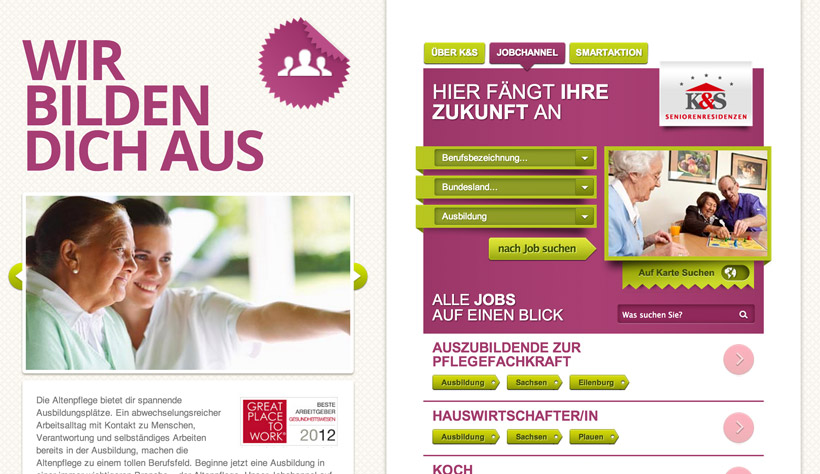 WIR
BILDEN
DICH AUS
Die Altenpflege bietet dir spannende
Ausbildungsplätze. Ein abwechselungsreicher
Arbeitsalltag mit Kontakt zu Menschen,
Verantwortung und selbständiges Arbeiten
bereits in der Ausbildung, machen die
Altenpflege zu einem tollen Berufsfeld. Beginne jetzt eine Ausbildung in
GREAT
PLACE
TO
WORK®
BESTE
ARBEITGEBER
GESUNDHEITSWESEN
2012
ÜBER K&S
JOBCHANNEL
SMARTAKTION
HIER FÄNGT IHRE
ZUKUNFT AN
K&S
SENIORENRESIDENZEN
Berufsbezeichnung...
Bundesland...
Ausbildung
nach Job suchen
Auf Karte Suchen
ALLE JOBS
AUF EINEN BLICK
Was suchen Sie?
AUSZUBILDENDE ZUR
PFLEGEFACHKRAFT
Ausbildung Sachsen Eilenburg
HAUSWIRTSCHAFTER/IN
Ausbildung Sachsen Plauen
KOCH